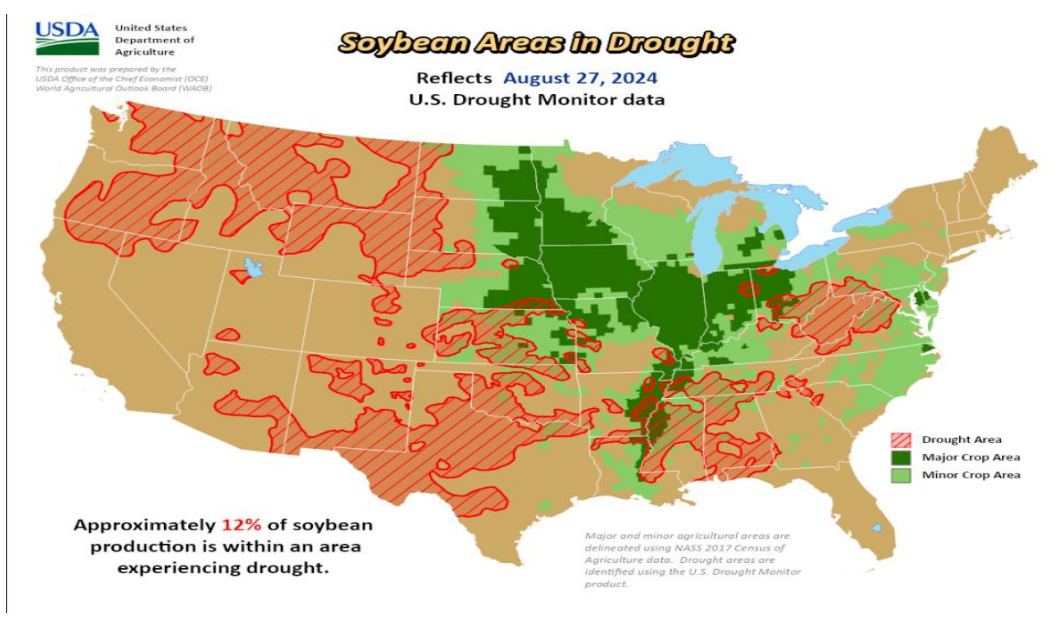 USDA
United States
Department of
Agriculture
This product was prepared by the
USDA Office of the Chief Economist (OCE)
World Agricultural Outlook Board (WAOB)
Soybean Areas in Drought
Reflects August 27, 2024
U.S. Drought Monitor data
Drought Area
Major Crop Area
Minor Crop Area
Approximately 12% of soybean
production is within an area
experiencing drought.
Major and minor agricultural areas are
delineated using NASS 2017 Census of
Agriculture data. Drought areas are
identified using the U.S. Drought Monitor
product.